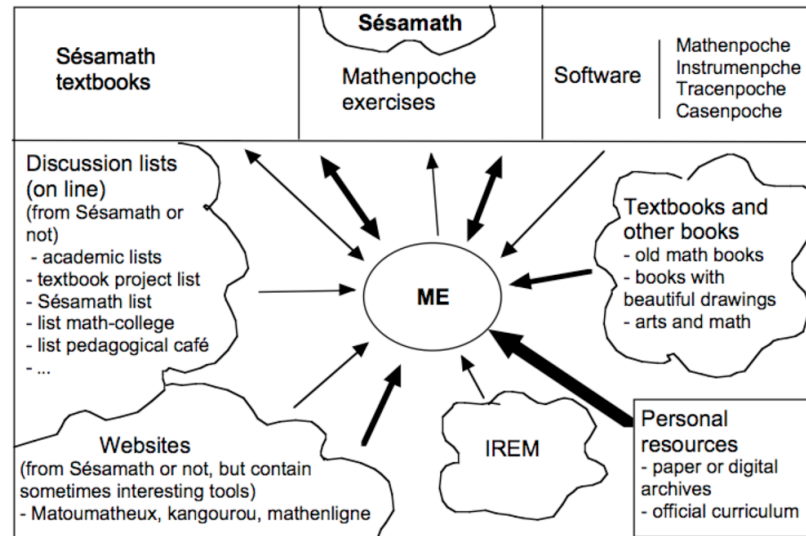 Sésamath
Sésamath
textbooks
Mathenpoche
exercises
Software
Mathenpoche
Instrumenpche
Tracenpoche
Casenpoche
Discussion lists
(on line)
(from Sésamath or
not)
- academic lists
- textbook project list
- Sésamath list
- list math-college
- list pedagogical café
- ...
ME
Textbooks and
other books
- old math books
- books with
beautiful drawings
- arts and math
Websites
(from Sésamath or not, but contain
sometimes interesting tools)
- Matoumatheux, kangourou, mathenligne
IREM
Personal
resources
- paper or digital
archives
- official curriculum